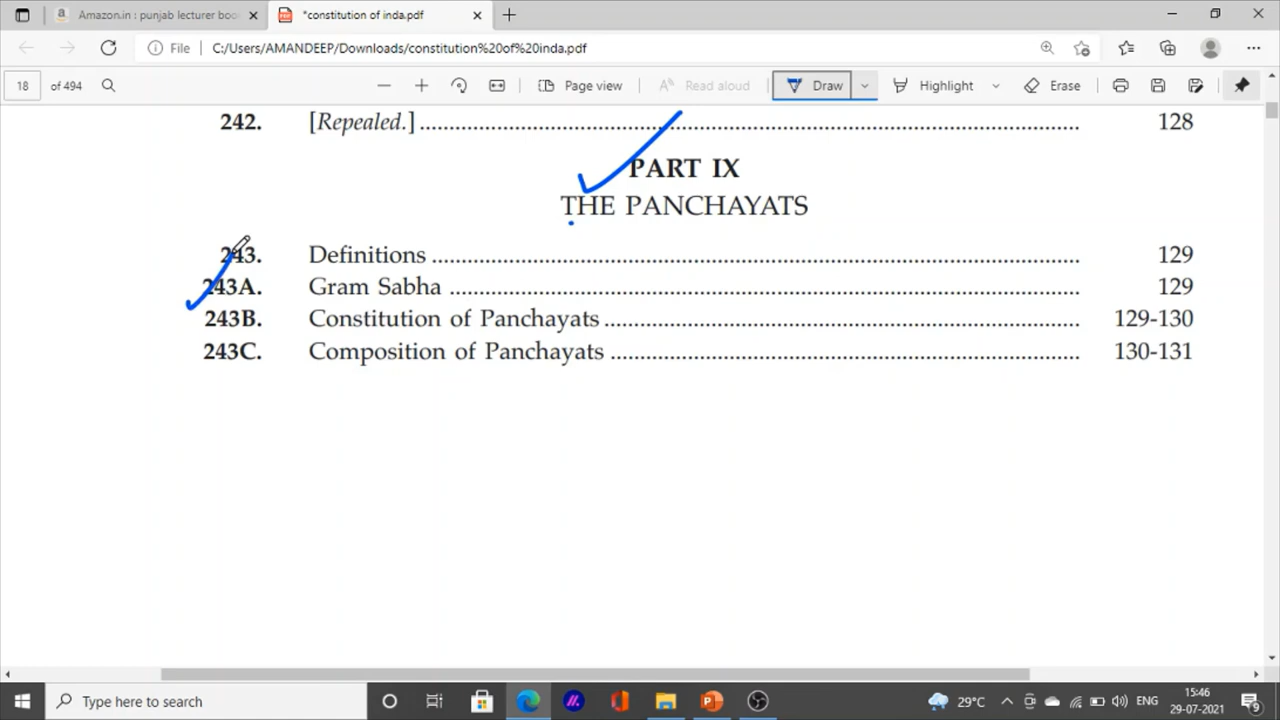 Amazon.in : punjab lecturer boo
*constitution of inda.pdf
File C:/Users/AMANDEEP/Downloads/constitution%20of%20inda.pdf
18 of 494 Page view Read aloud Draw Highlight Erase
242. [Repealed.] ........ 128
PART IX
THE PANCHAYATS
243. Definitions ........ 129
243A. Gram Sabha ........ 129
243B. Constitution of Panchayats ........ 129-130
243C. Composition of Panchayats ........ 130-131
Type here to search 29°C ENG 15:46
29-07-2021 9